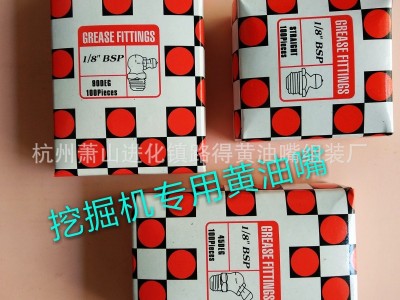 GREASE FITTINGS
1/8" BSP
90DEG
100Pieces
GREASE FITTINGS
1/8" BSP
STRAIGHT
100Pieces
杭州萧山进化镇路得黄油嘴组装厂
挖掘机专用黄油嘴
GREASE FITTINGS
1/8" BSP
45DEG
100Pieces